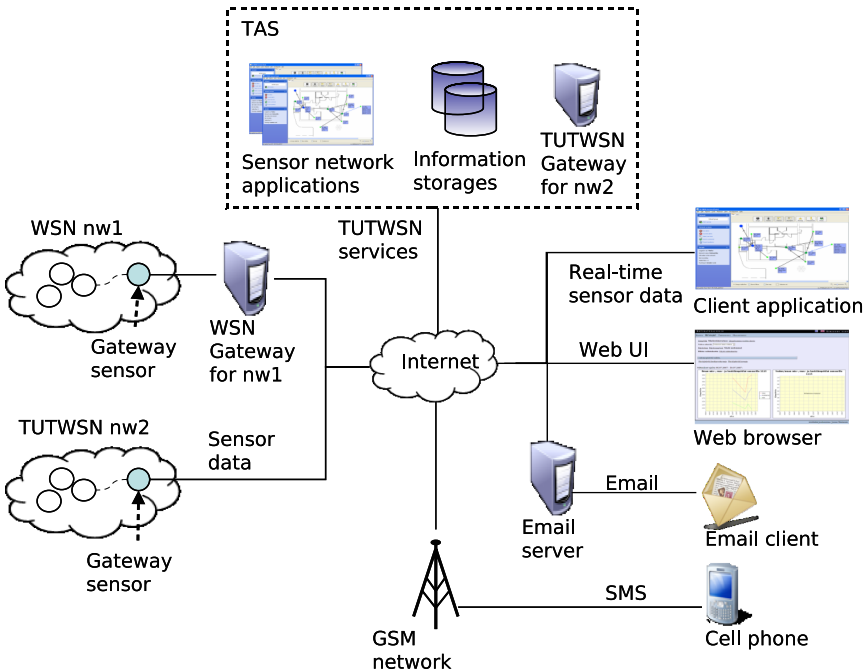 TAS
Sensor network
applications
Information
storages
TUTWSN
Gateway
for nw2
TUTWSN
services
WSN nw1
Gateway
sensor
WSN
Gateway
for nw1
Internet
Real-time
sensor data
Client application
Web UI
Web browser
TUTWSN nw2
Sensor
data
Gateway
sensor
Email
server
Email
Email client
GSM
network
SMS
Cell phone